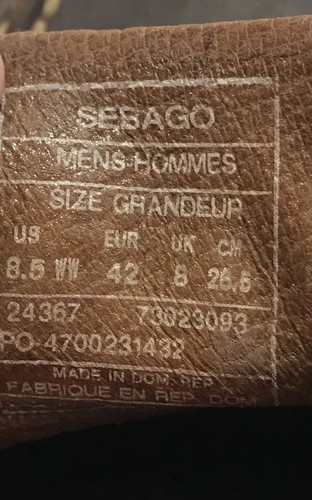 SEBAGO
MENS-HOMMES
SIZE GRANDEUR
US EUR UK CM
8.5 WW 42 8 26.5
24367 73023093
PO 4700231432
MADE IN DOM. REP.
FABRIQUE EN REP. DOM.